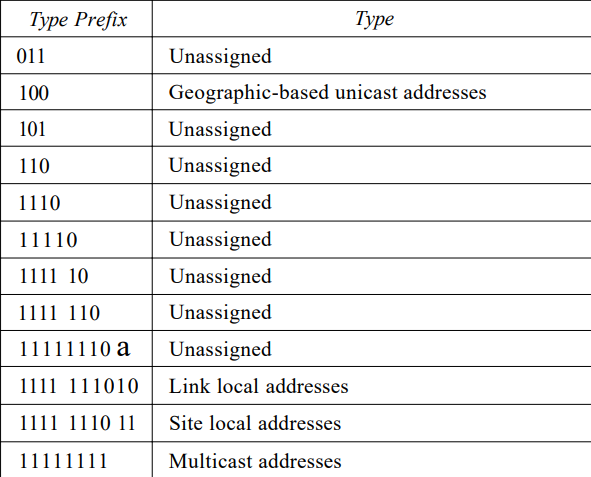 Type Prefix Type
011 Unassigned
100 Geographic-based unicast addresses
101 Unassigned
110 Unassigned
1110 Unassigned
11110 Unassigned
1111 10 Unassigned
1111 110 Unassigned
11111110 a Unassigned
1111 111010 Link local addresses
1111 1110 11 Site local addresses
11111111 Multicast addresses